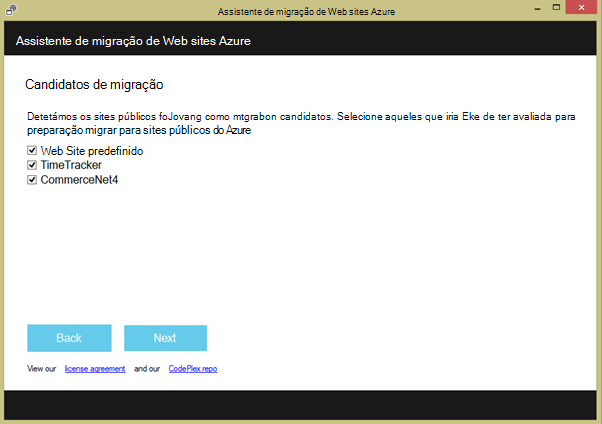 Assistente de migração de Web sites Azure
Assistente de migração de Web sites Azure
Candidatos de migração
Detetámos os sites públicos foJovang como mtgrabon candidatos. Selecione aqueles que iria Eke de ter avaliada para
preparação migrar para sites públicos do Azure
Web Site predefinido
TimeTracker
CommerceNet4
Back Next
View our license agreement and our CodePlex repo